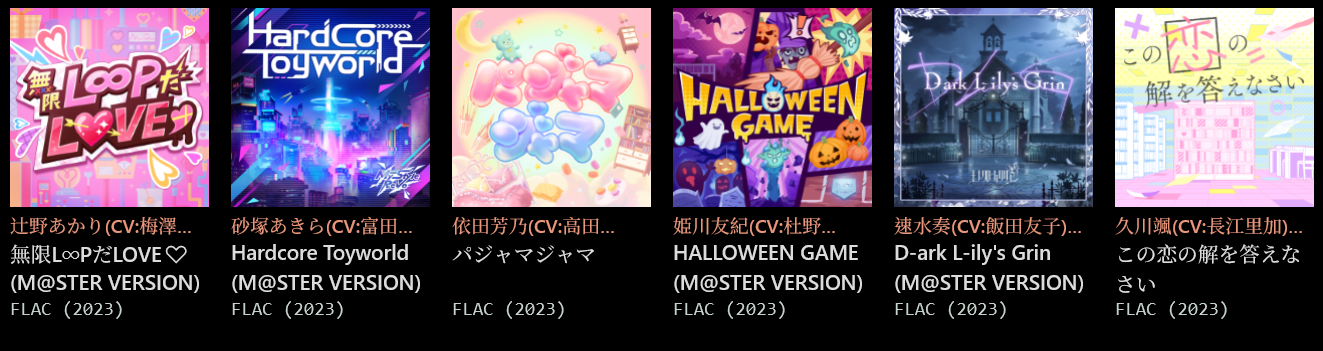 無限
LOOPだ
LOVE♡
HardCore
Toyworld
パジャマ
ジャマ
HALLOWEEN
GAME
D-ark L-ily's Grin
この恋の
解を答えなさい
辻野あかり(CV:梅澤...
無限L∞PだLOVE♡
(M@STER VERSION)
FLAC (2023)
砂塚あきら(CV:富田...
Hardcore Toyworld
(M@STER VERSION)
FLAC (2023)
依田芳乃(CV:高田...
パジャマジャマ
FLAC (2023)
姫川友紀(CV:杜野...
HALLOWEEN GAME
(M@STER VERSION)
FLAC (2023)
速水奏(CV:飯田友子)...
D-ark L-ily's Grin
(M@STER VERSION)
FLAC (2023)
久川颯(CV:長江里加)...
この恋の解を答えな
さい
FLAC (2023)